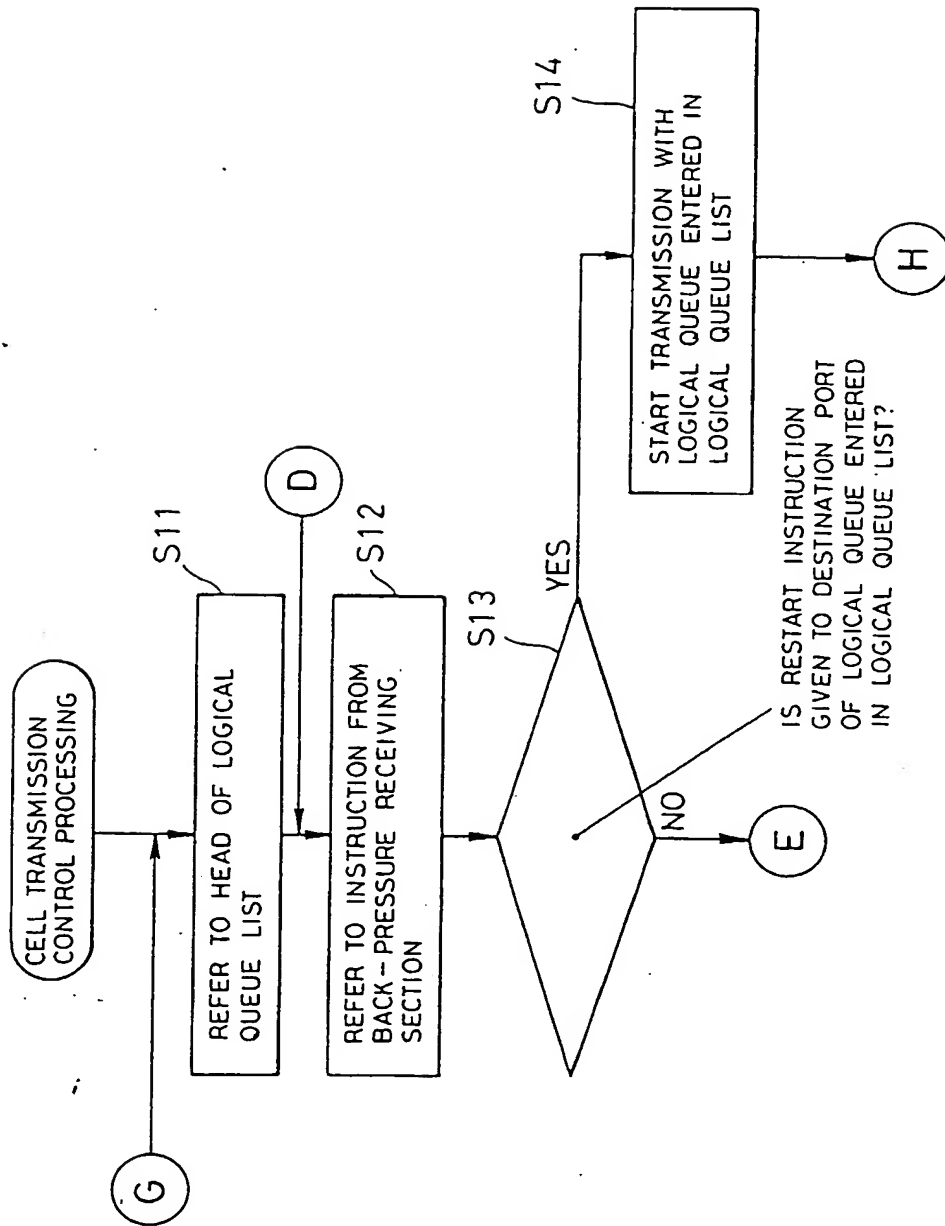 CELL TRANSMISSION
CONTROL PROCESSING
G
S11
REFER TO HEAD OF LOGICAL
QUEUE LIST
D
S12
REFER TO INSTRUCTION FROM
BACK-PRESSURE RECEIVING
SECTION
S13
YES
NO
IS RESTART INSTRUCTION
GIVEN TO DESTINATION PORT
OF LOGICAL QUEUE ENTERED
IN LOGICAL QUEUE LIST?
E
S14
START TRANSMISSION WITH
LOGICAL QUEUE ENTERED IN
LOGICAL QUEUE LIST
H